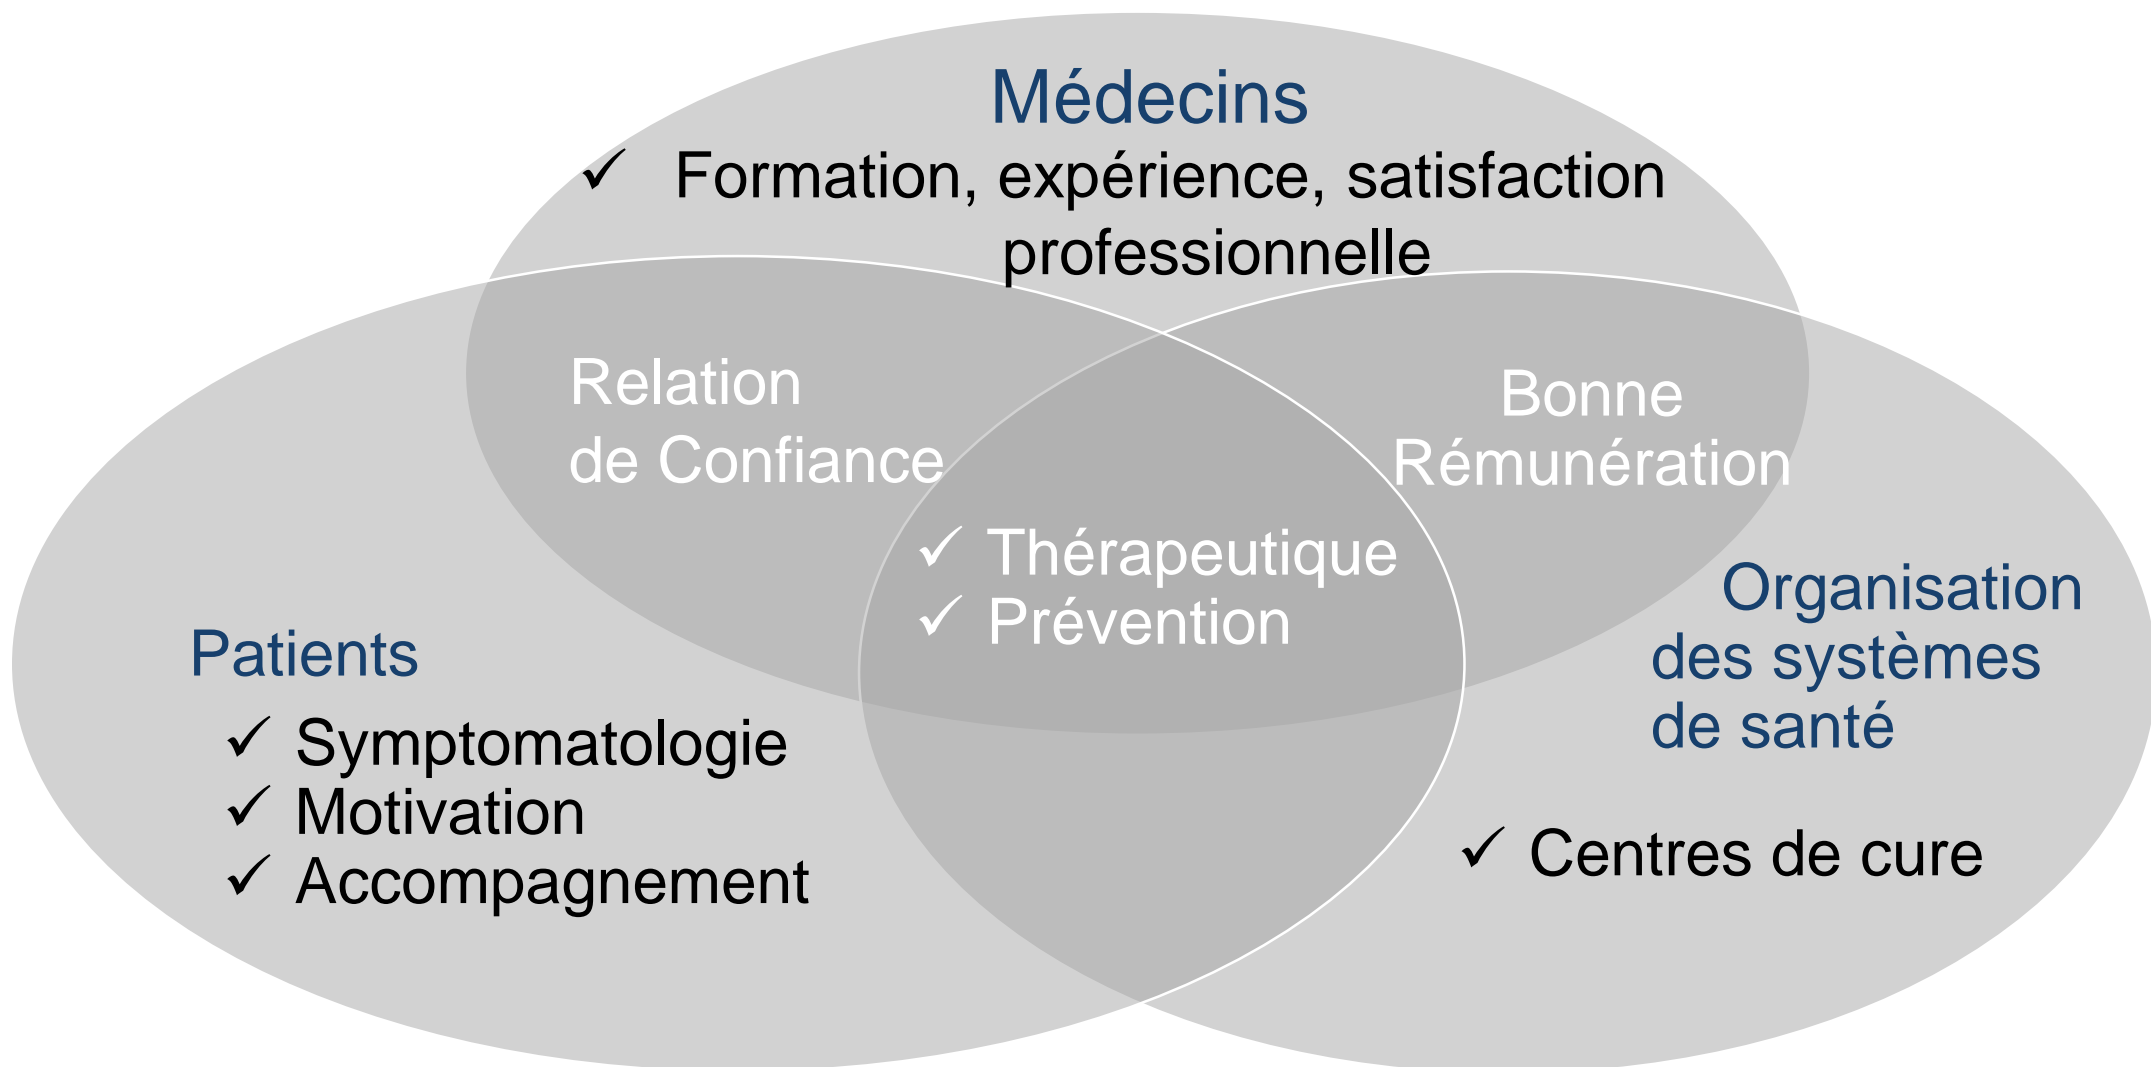 Médecins
✓ Formation, expérience, satisfaction
professionnelle
Relation
de Confiance
Bonne
Rémunération
✓ Thérapeutique
✓ Prévention
Patients
✓ Symptomatologie
✓ Motivation
✓ Accompagnement
Organisation
des systèmes
de santé
✓ Centres de cure